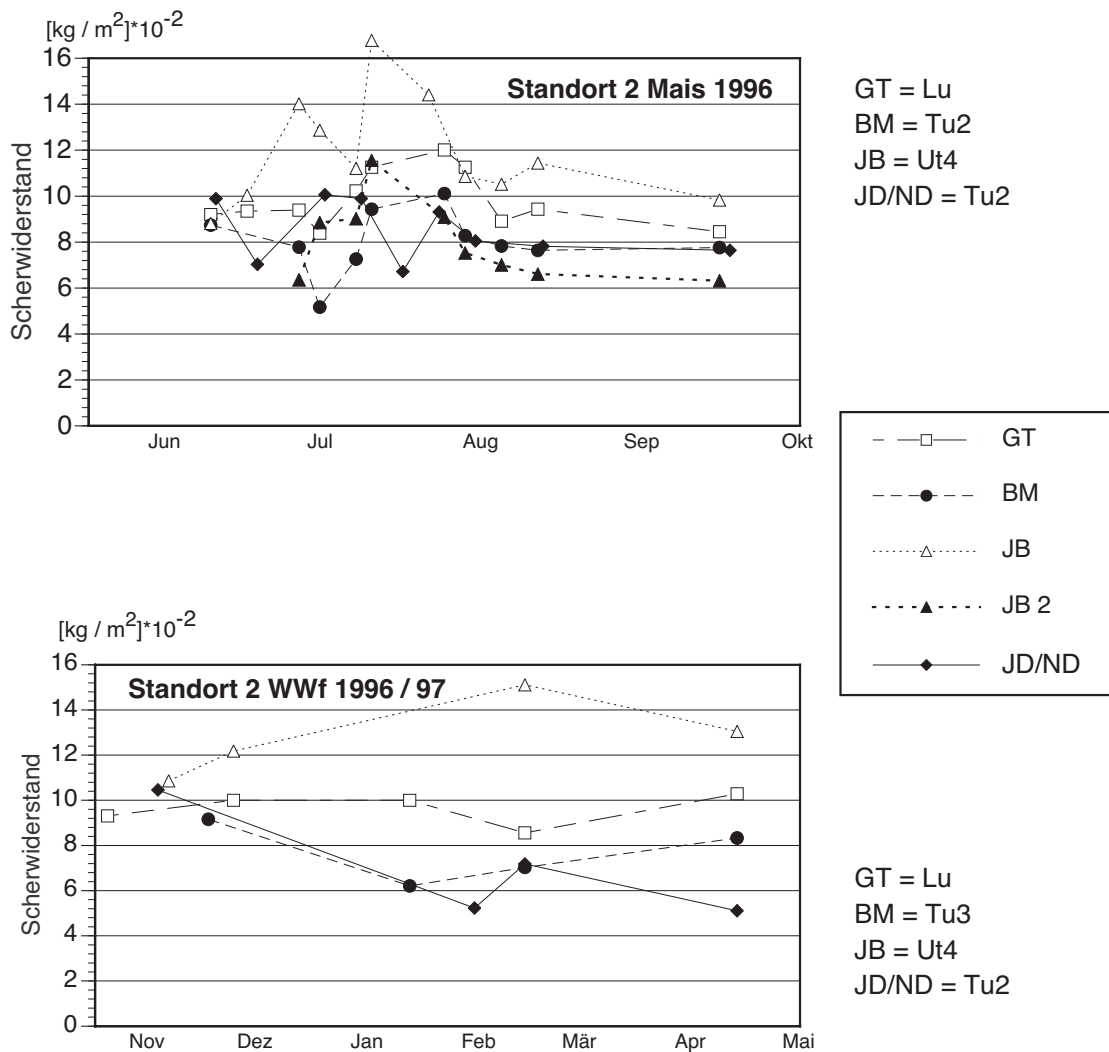 [kg / m²]*10⁻²
16
14
12
10
8
6
4
2
0
Scherwiderstand
Standort 2 Mais 1996
Jun Jul Aug Sep Okt
GT = Lu
BM = Tu2
JB = Ut4
JD/ND = Tu2
GT
BM
JB
JB 2
JD/ND
[kg / m²]*10⁻²
16
14
12
10
8
6
4
2
0
Scherwiderstand
Standort 2 WWf 1996 / 97
Nov Dez Jan Feb Mär Apr Mai
GT = Lu
BM = Tu3
JB = Ut4
JD/ND = Tu2